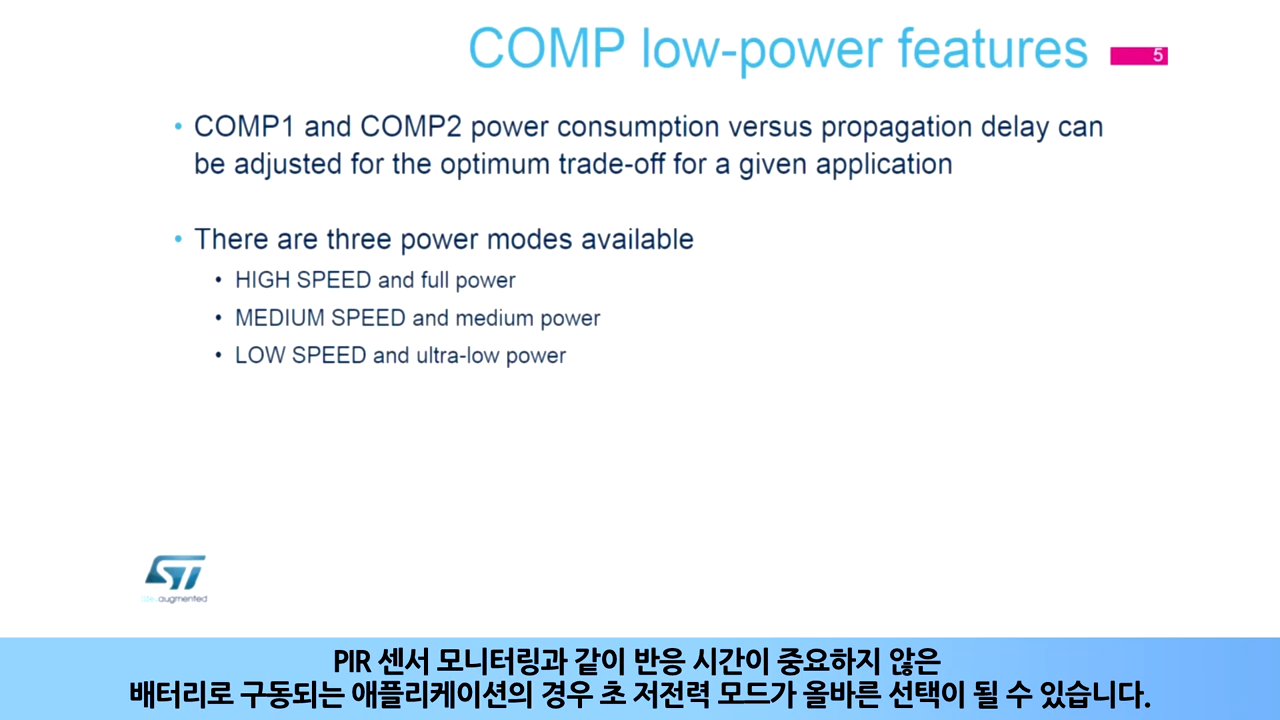 COMP low-power features
5
• COMP1 and COMP2 power consumption versus propagation delay can
be adjusted for the optimum trade-off for a given application
• There are three power modes available
• HIGH SPEED and full power
• MEDIUM SPEED and medium power
• LOW SPEED and ultra-low power
ST
life.augmented
PIR 센서 모니터링과 같이 반응 시간이 중요하지 않은
배터리로 구동되는 애플리케이션의 경우 초 저전력 모드가 올바른 선택이 될 수 있습니다.